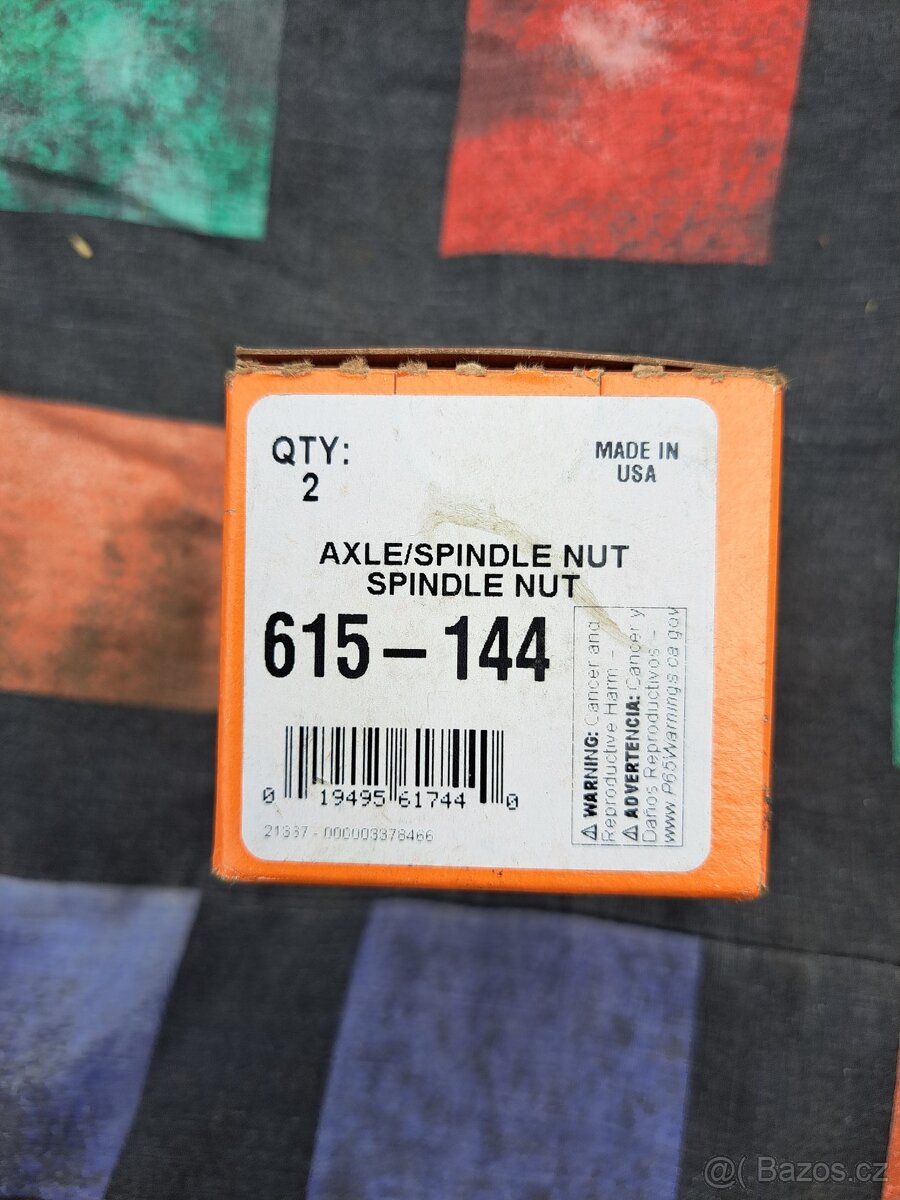 QTY:
2
MADE IN
USA
AXLE/SPINDLE NUT
SPINDLE NUT
615-144
⚠ WARNING: Cancer and
Reproductive Harm -
⚠ ADVERTENCIA: Cancer y
Daños Reproductivos -
www.P65Warnings.ca.gov
0 19495 61744 0
21337 - 000003378466
@( Bazos.cz